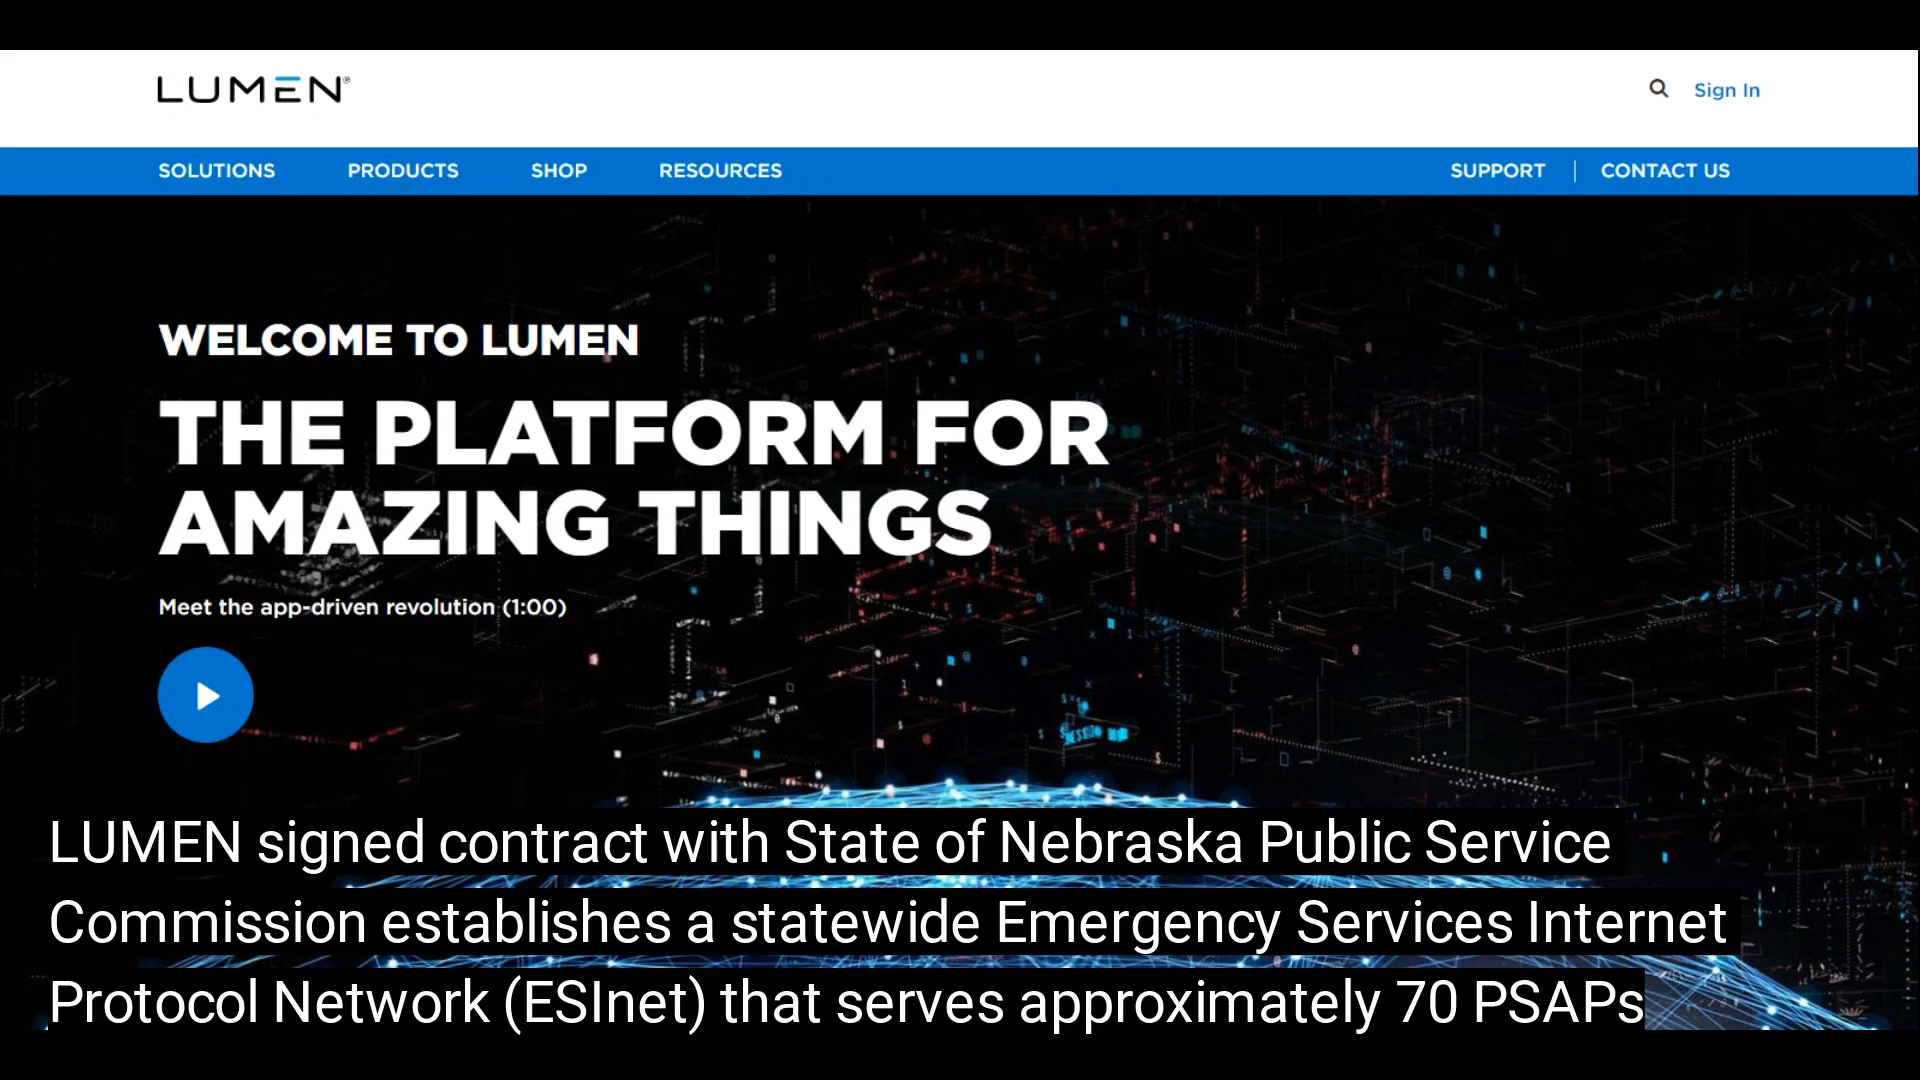 LUMEN®
Sign In
SOLUTIONS PRODUCTS SHOP RESOURCES SUPPORT | CONTACT US
WELCOME TO LUMEN
THE PLATFORM FOR
AMAZING THINGS
Meet the app-driven revolution (1:00)
LUMEN signed contract with State of Nebraska Public Service
Commission establishes a statewide Emergency Services Internet
Protocol Network (ESInet) that serves approximately 70 PSAPs